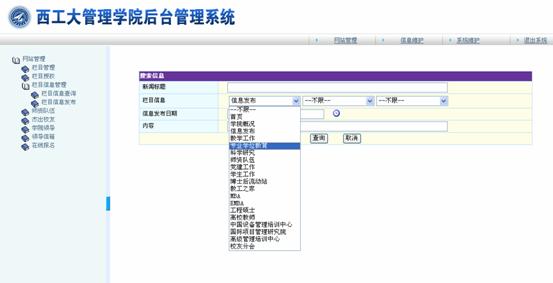 西工大管理学院后台管理系统
网站管理 信息维护 系统维护 退出系统
网站管理
栏目管理
栏目授权
栏目信息管理
栏目信息查询
栏目信息发布
师资队伍
杰出校友
学院领导
领导信箱
在线报名
搜索信息
新闻标题
栏目信息 信息发布 --不限-- --不限--
信息发布日期
内容
查询 取消
--不限--
首页
学院概况
信息发布
教学工作
专业学位教育
科学研究
师资队伍
党建工作
学生工作
博士后流动站
教工之家
MBA
EMBA
工程硕士
高校教师
中国设备管理培训中心
国际项目管理研究院
高级管理培训中心
校友分会